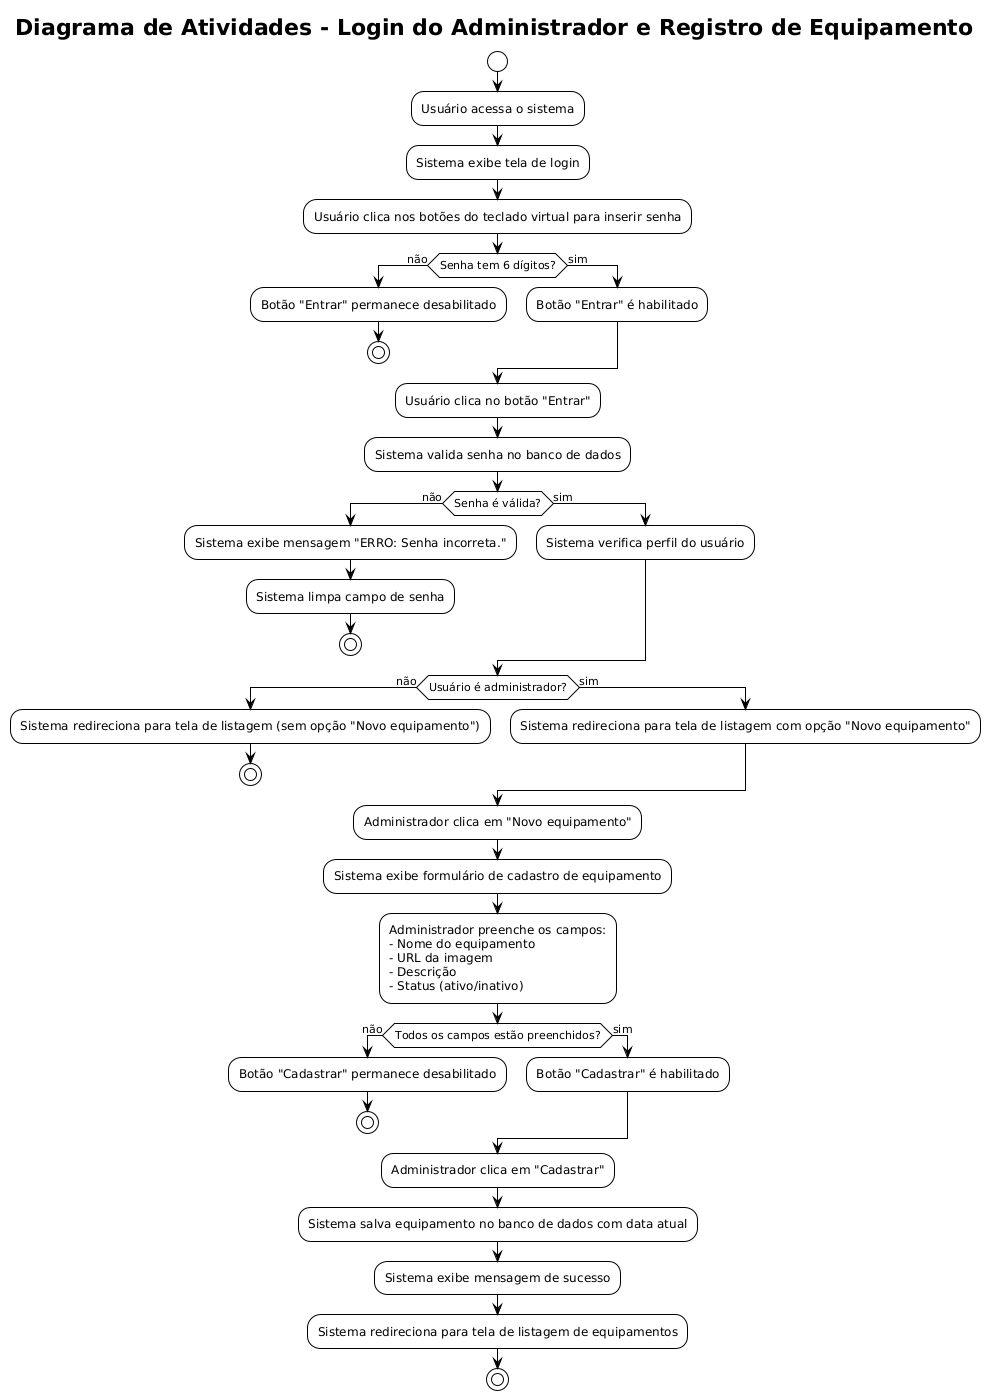 Diagrama de Atividades - Login do Administrador e Registro de Equipamento
Usuário acessa o sistema
Sistema exibe tela de login
Usuário clica nos botões do teclado virtual para inserir senha
não
Senha tem 6 dígitos?
sim
Botão "Entrar" permanece desabilitado
Botão "Entrar" é habilitado
Usuário clica no botão "Entrar"
Sistema valida senha no banco de dados
não
Senha é válida?
sim
Sistema exibe mensagem "ERRO: Senha incorreta."
Sistema verifica perfil do usuário
Sistema limpa campo de senha
não
Usuário é administrador?
sim
Sistema redireciona para tela de listagem (sem opção "Novo equipamento")
Sistema redireciona para tela de listagem com opção "Novo equipamento"
Administrador clica em "Novo equipamento"
Sistema exibe formulário de cadastro de equipamento
Administrador preenche os campos:
- Nome do equipamento
- URL da imagem
- Descrição
- Status (ativo/inativo)
não
Todos os campos estão preenchidos?
sim
Botão "Cadastrar" permanece desabilitado
Botão "Cadastrar" é habilitado
Administrador clica em "Cadastrar"
Sistema salva equipamento no banco de dados com data atual
Sistema exibe mensagem de sucesso
Sistema redireciona para tela de listagem de equipamentos